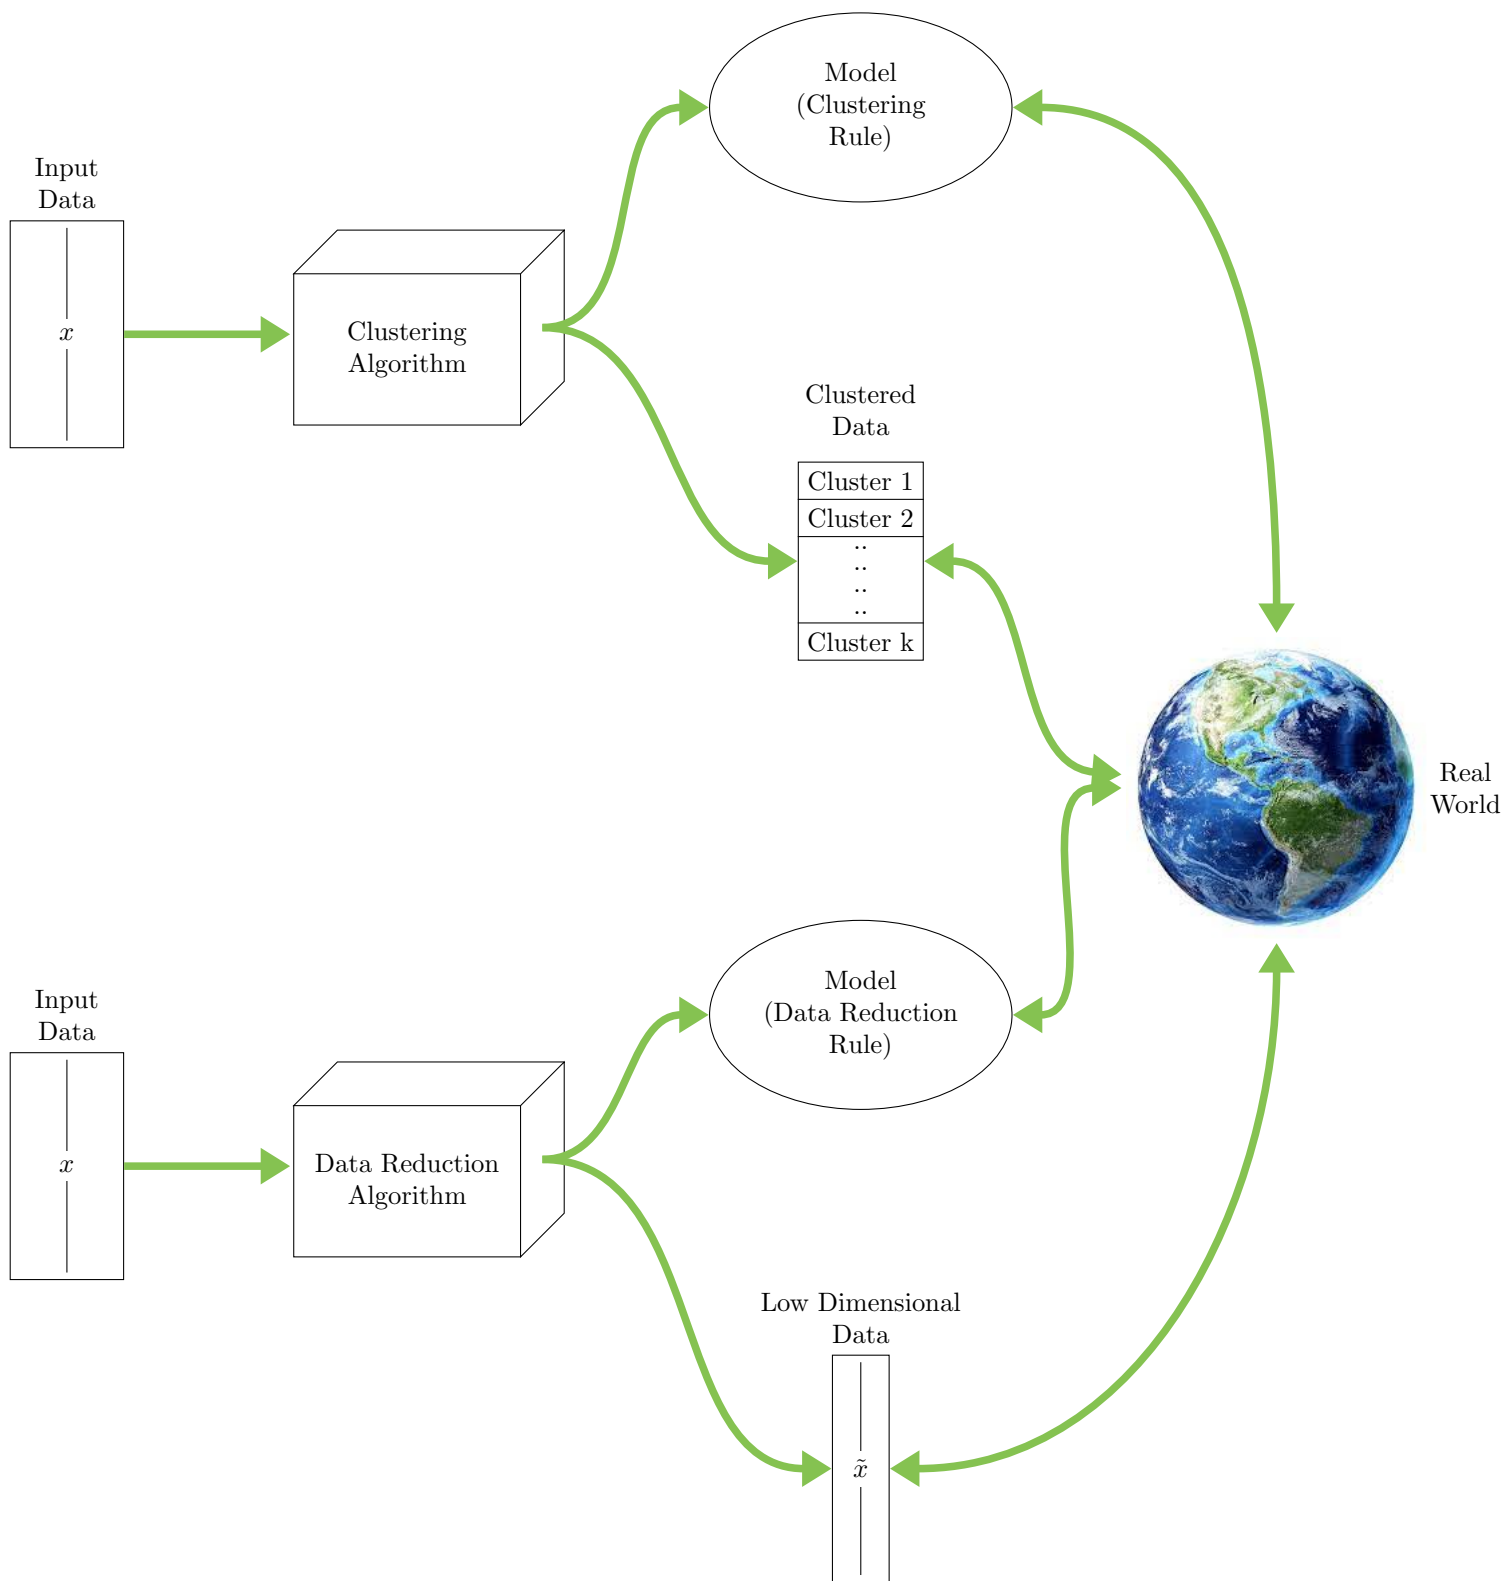 Model
(Clustering
Rule)
Input
Data
x
Clustering
Algorithm
Clustered
Data
Cluster 1
Cluster 2
..
..
..
..
Cluster k
Real
World
Model
(Data Reduction
Rule)
Input
Data
x
Data Reduction
Algorithm
Low Dimensional
Data
x̃